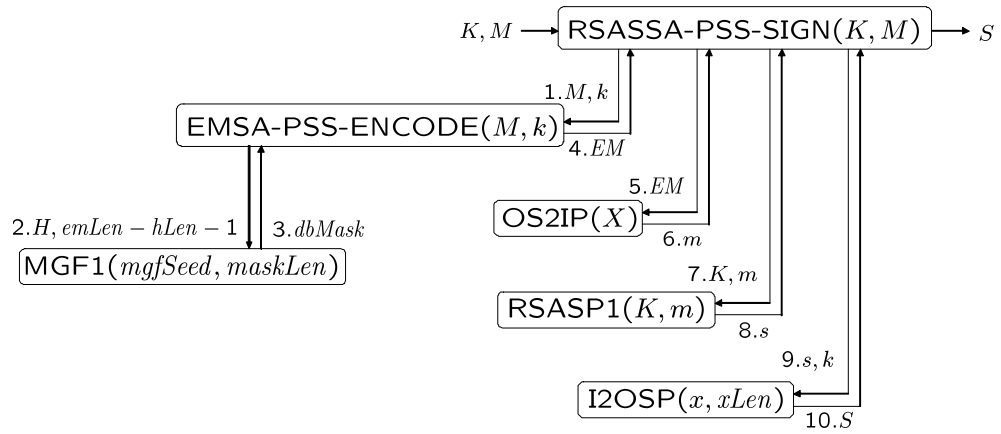 K, M RSASSA-PSS-SIGN(K, M) S
1.M, k
EMSA-PSS-ENCODE(M, k)
4.EM
5.EM
OS2IP(X)
2.H, emLen − hLen − 1 3.dbMask
6.m
MGF1(mgfSeed, maskLen)
7.K, m
RSASP1(K, m)
8.s
9.s, k
I2OSP(x, xLen)
10.S